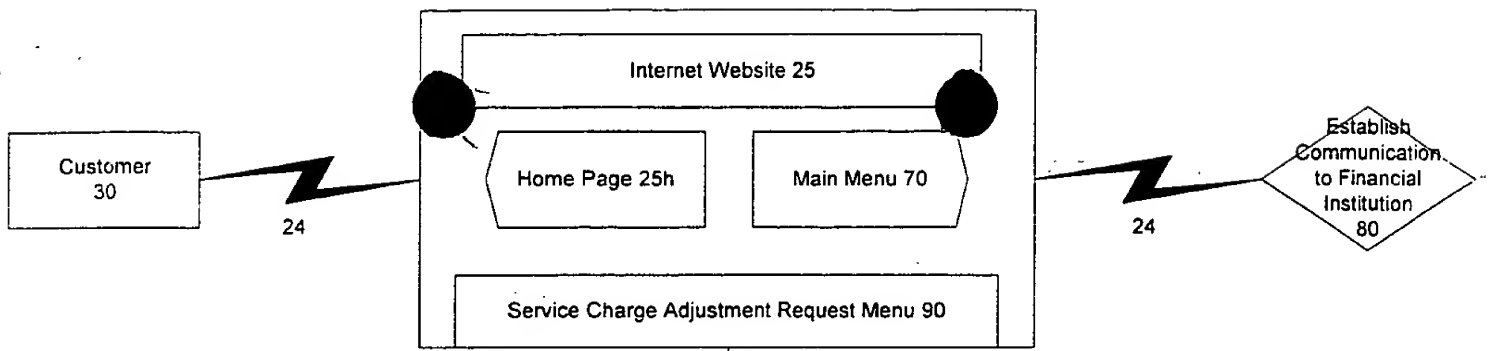 Internet Website 25
Customer
30
24
Home Page 25h
Main Menu 70
24
Establish
Communication
to Financial
Institution
80
Service Charge Adjustment Request Menu 90